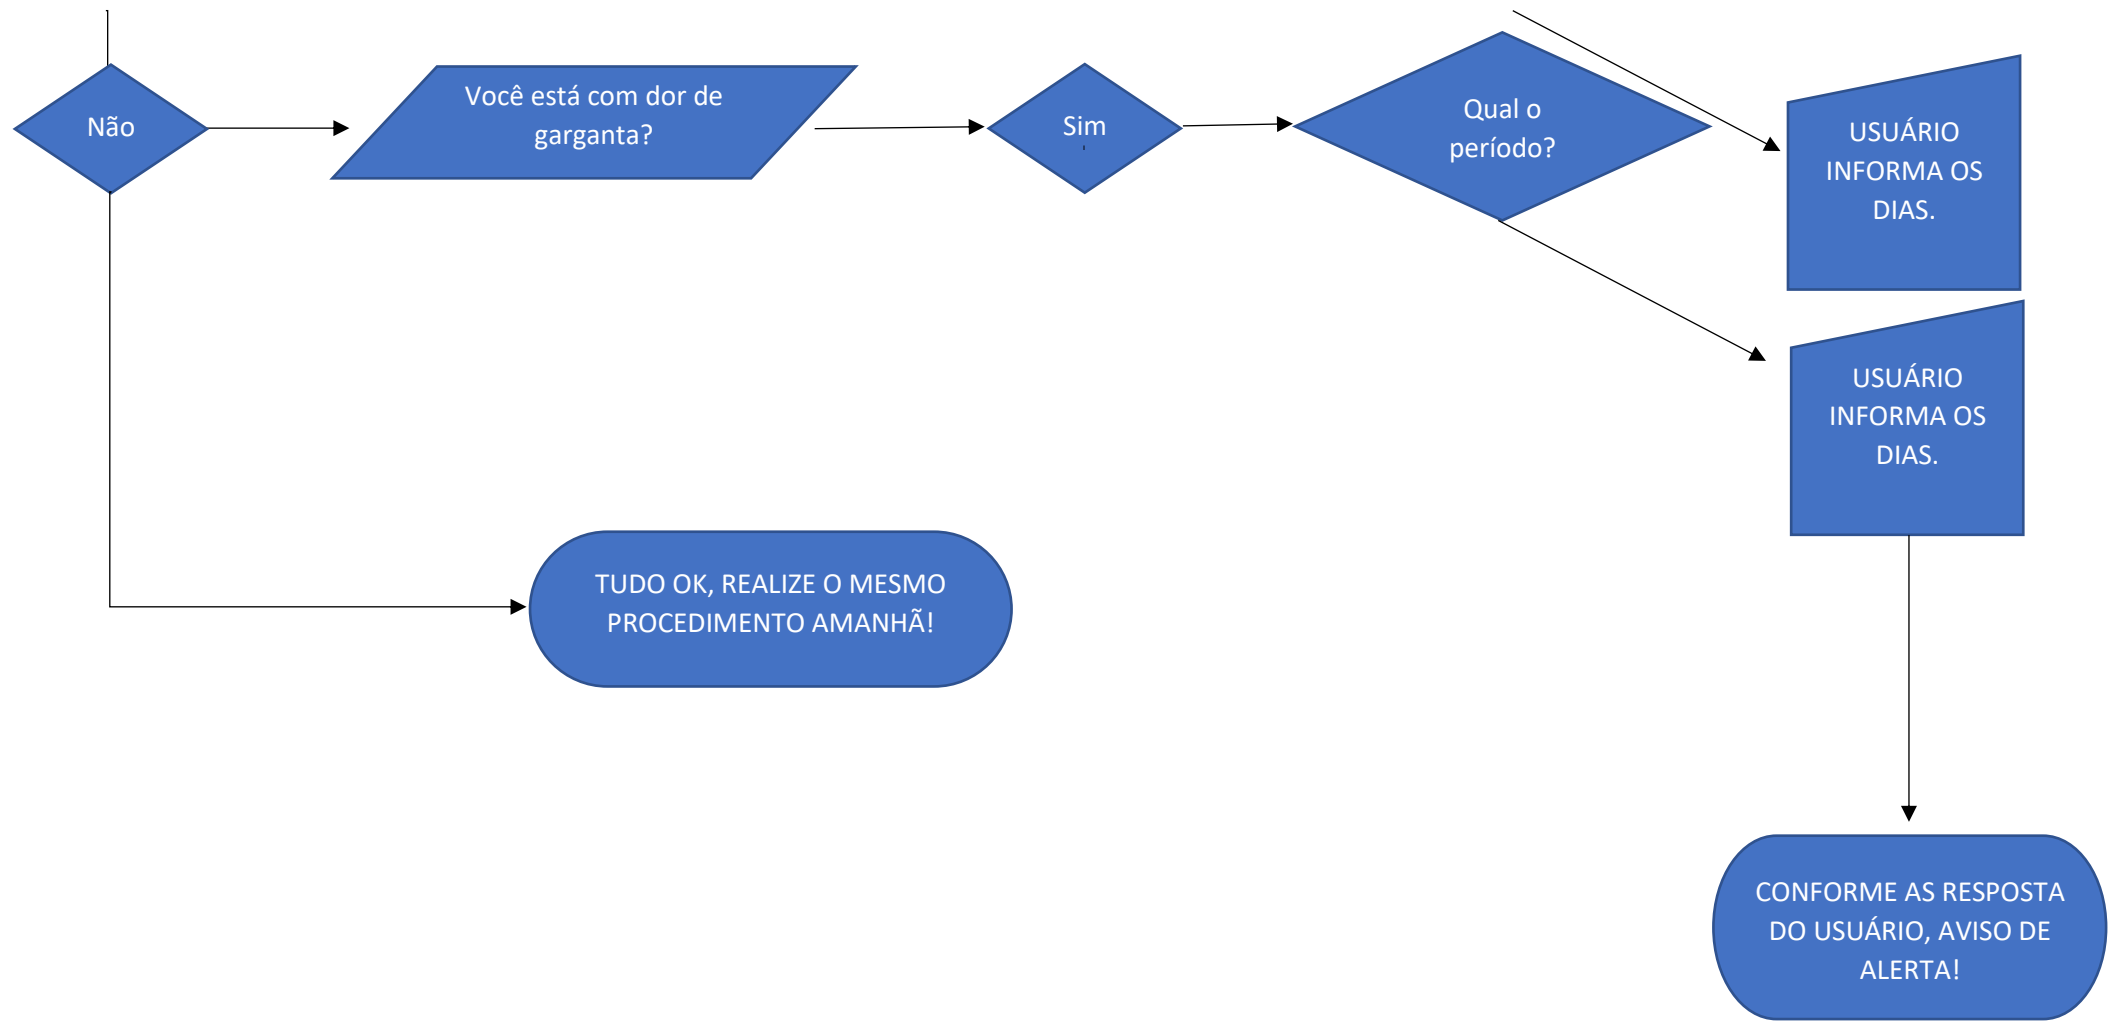 Não
Você está com dor de
garganta?
Sim
Qual o
período?
USUÁRIO
INFORMA OS
DIAS.
USUÁRIO
INFORMA OS
DIAS.
TUDO OK, REALIZE O MESMO
PROCEDIMENTO AMANHÃ!
CONFORME AS RESPOSTA
DO USUÁRIO, AVISO DE
ALERTA!